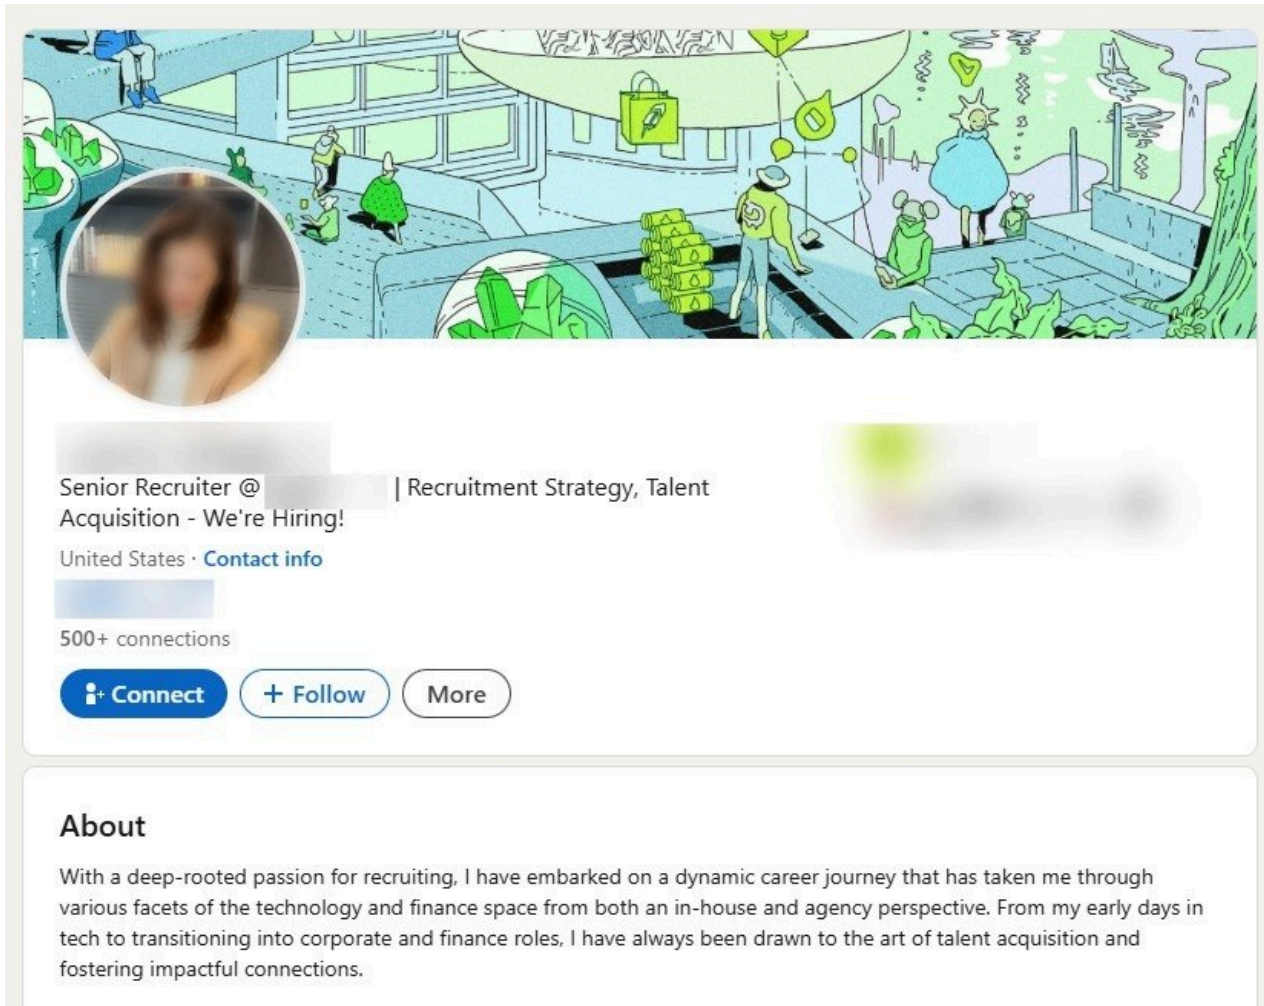 Senior Recruiter @ | Recruitment Strategy, Talent
Acquisition - We're Hiring!
United States · Contact info
500+ connections
Connect
+ Follow
More
About
With a deep-rooted passion for recruiting, I have embarked on a dynamic career journey that has taken me through
various facets of the technology and finance space from both an in-house and agency perspective. From my early days in
tech to transitioning into corporate and finance roles, I have always been drawn to the art of talent acquisition and
fostering impactful connections.